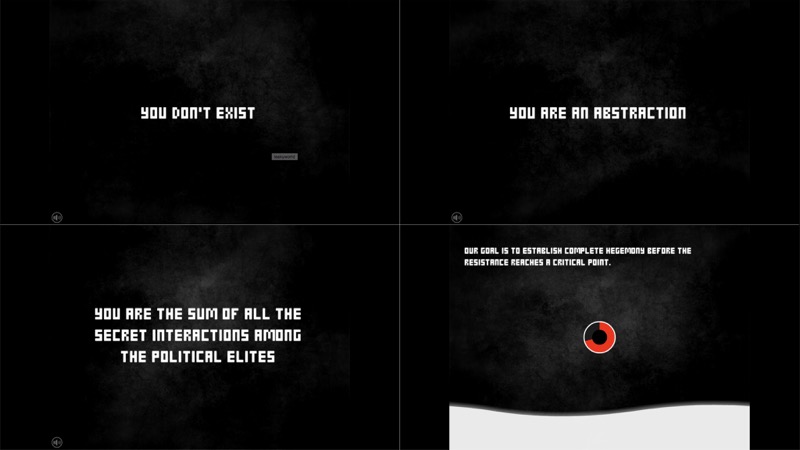 YOU DON'T EXIST
YOU ARE AN ABSTRACTION
YOU ARE THE SUM OF ALL THE
SECRET INTERACTIONS AMONG
THE POLITICAL ELITES
OUR GOAL IS TO ESTABLISH COMPLETE HEGEMONY BEFORE THE
RESISTANCE REACHES A CRITICAL POINT.